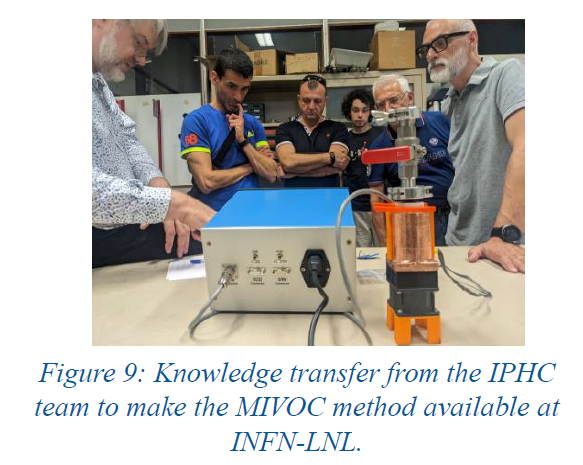 Figure 9: Knowledge transfer from the IPHC
team to make the MIVOC method available at
INFN-LNL.